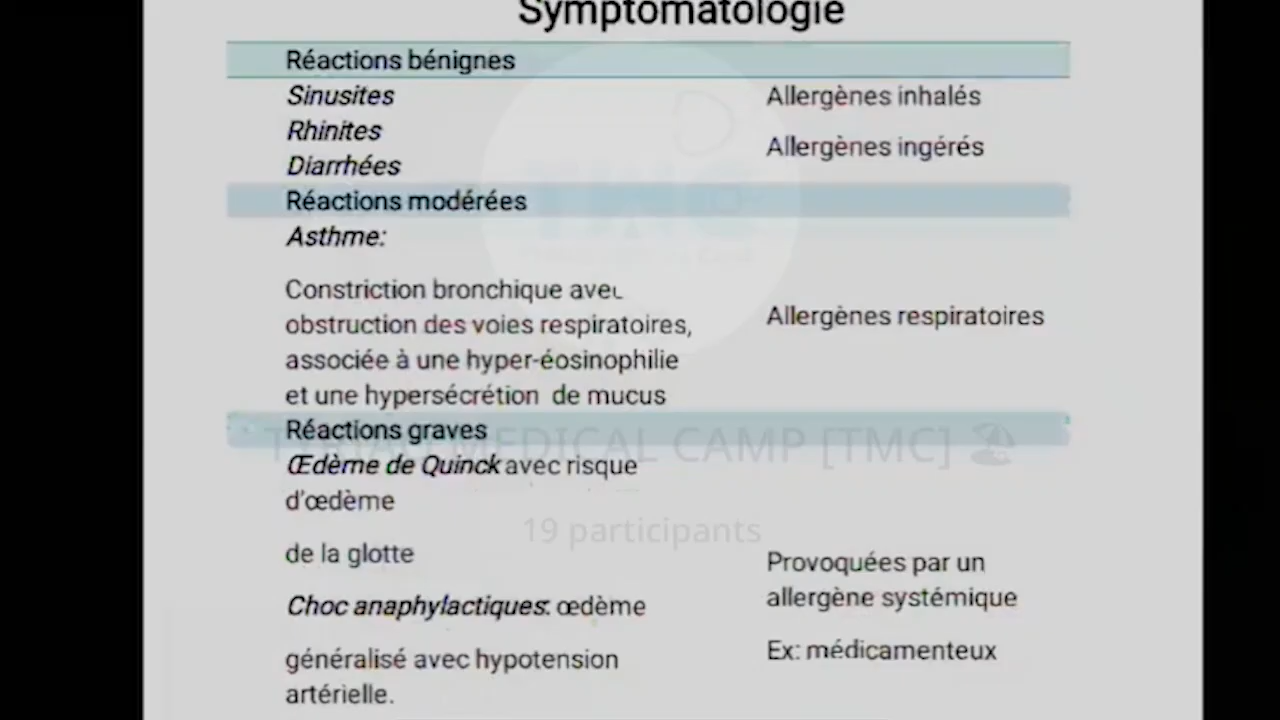 Symptomatologie
Réactions bénignes
Sinusites
Allergènes inhalés
Rhinites
Allergènes ingérés
Diarrhées
Réactions modérées
Asthme:
Constriction bronchique avec
obstruction des voies respiratoires,
Allergènes respiratoires
associée à une hyper-éosinophilie
et une hypersécrétion de mucus
Réactions graves
MEDICAL CAMP [TMC]
Œdème de Quinck avec risque
d'œdème
19 participants
de la glotte
Provoquées par un
allergène systémique
Choc anaphylactiques: œdème
Ex: médicamenteux
généralisé avec hypotension
artérielle.